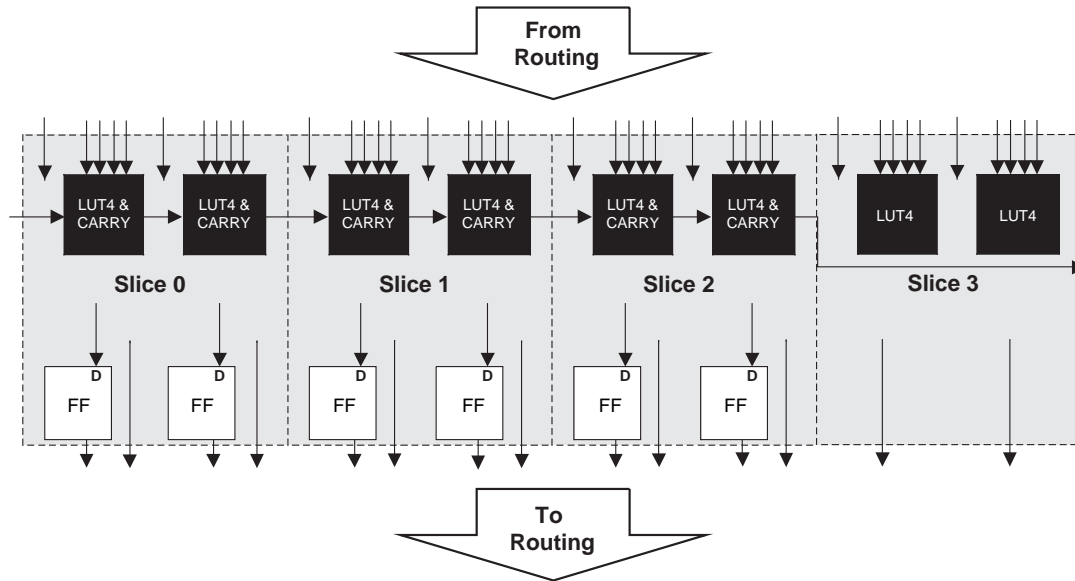 From
Routing
LUT4 &
CARRY
LUT4 &
CARRY
LUT4 &
CARRY
LUT4 &
CARRY
LUT4 &
CARRY
LUT4 &
CARRY
LUT4
LUT4
Slice 0
Slice 1
Slice 2
Slice 3
D
FF
D
FF
D
FF
D
FF
D
FF
D
FF
To
Routing